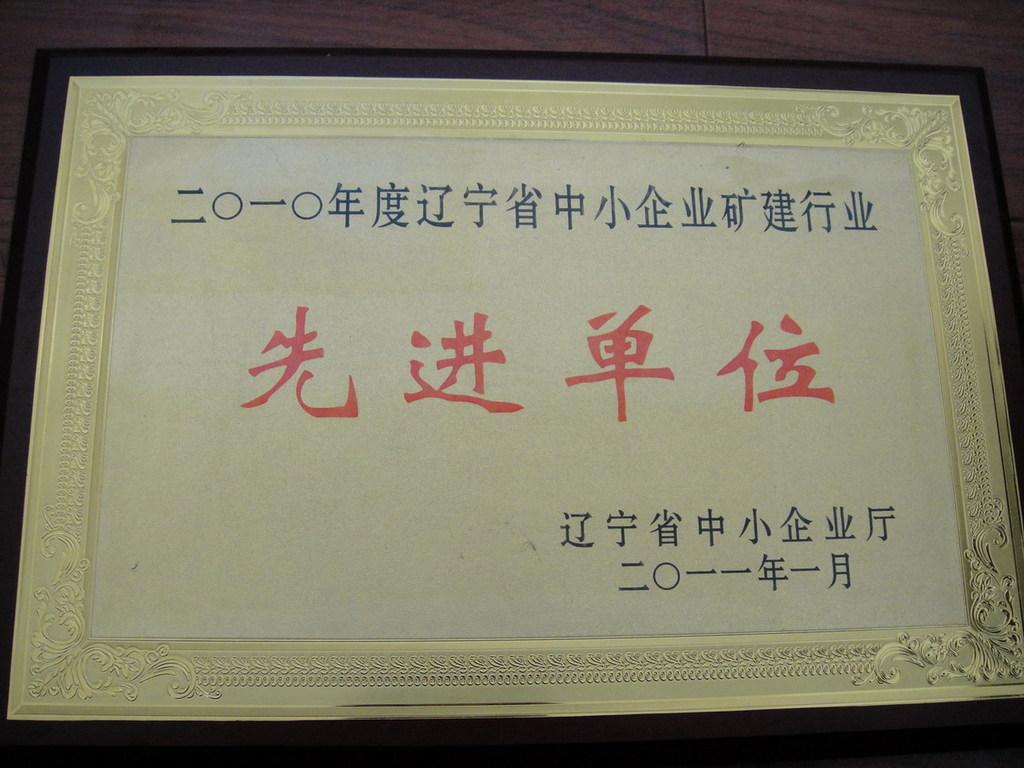 二〇一〇年度辽宁省中小企业矿建行业
先进单位
辽宁省中小企业厅
二〇一一年一月